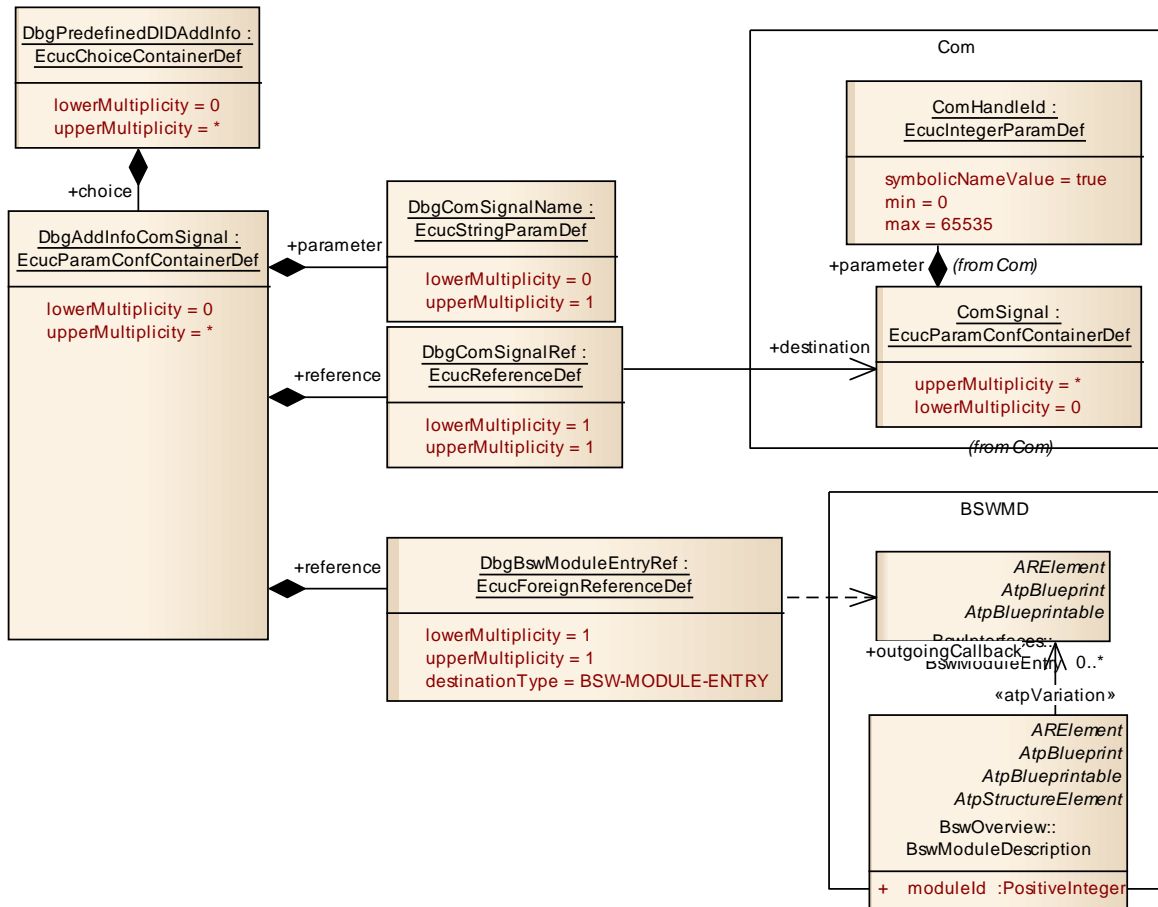 DbgPredefinedDIDAddInfo :
EcucChoiceContainerDef
lowerMultiplicity = 0
upperMultiplicity = *
+choice
DbgAddInfoComSignal :
EcucParamConfContainerDef
lowerMultiplicity = 0
upperMultiplicity = *
+parameter
DbgComSignalName :
EcucStringParamDef
lowerMultiplicity = 0
upperMultiplicity = 1
+reference
DbgComSignalRef :
EcucReferenceDef
lowerMultiplicity = 1
upperMultiplicity = 1
+destination
Com
ComHandleId :
EcucIntegerParamDef
symbolicNameValue = true
min = 0
max = 65535
+parameter
(from Com)
ComSignal :
EcucParamConfContainerDef
upperMultiplicity = *
lowerMultiplicity = 0
(from Com)
+reference
DbgBswModuleEntryRef :
EcucForeignReferenceDef
lowerMultiplicity = 1
upperMultiplicity = 1
destinationType = BSW-MODULE-ENTRY
BSWMD
ARElement
AtpBlueprint
AtpBlueprintable
BswInterfaces::
BswModuleEntry
+outgoingCallback
0..*
«atpVariation»
ARElement
AtpBlueprint
AtpBlueprintable
AtpStructureElement
BswOverview::
BswModuleDescription
+ moduleId :PositiveInteger